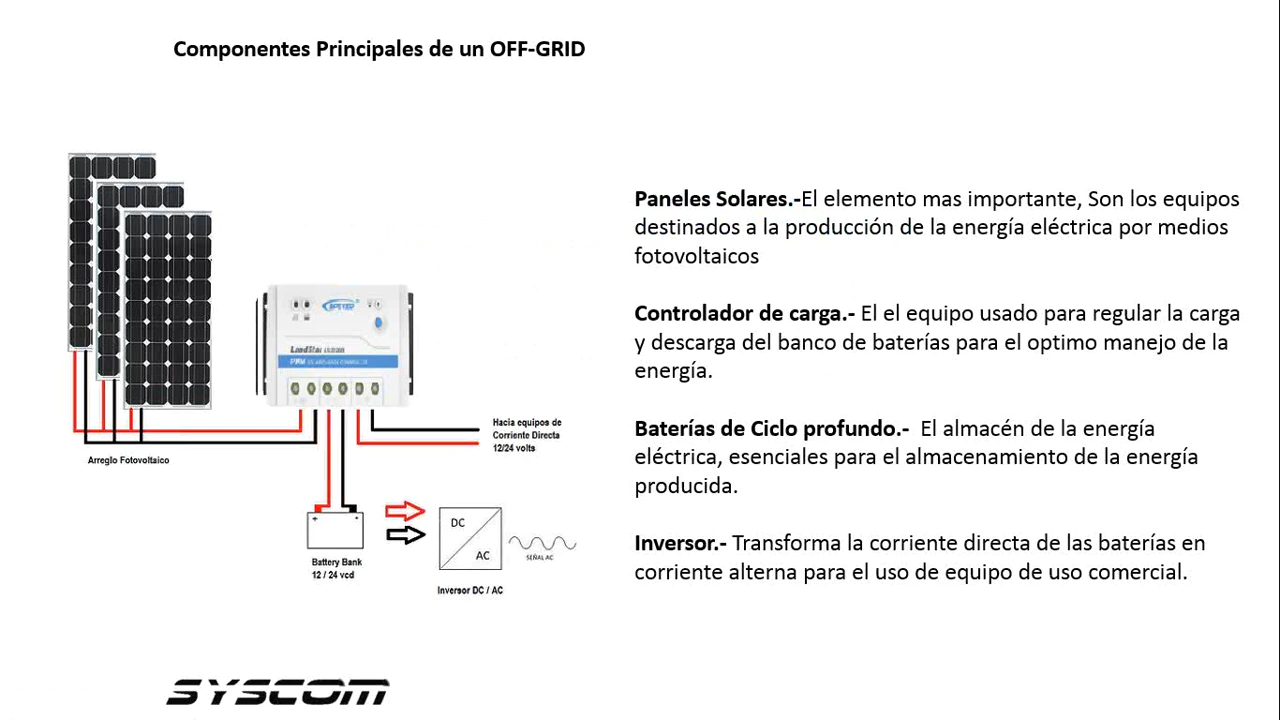 Componentes Principales de un OFF-GRID
Paneles Solares.-El elemento mas importante, Son los equipos
destinados a la producción de la energía eléctrica por medios
fotovoltaicos
Controlador de carga.- El el equipo usado para regular la carga
y descarga del banco de baterías para el optimo manejo de la
energía.
Baterías de Ciclo profundo.-  El almacén de la energía
eléctrica, esenciales para el almacenamiento de la energía
producida.
Inversor.- Transforma la corriente directa de las baterías en
corriente alterna para el uso de equipo de uso comercial.
LandStar
PWM
Hacia equipos de
Corriente Directa
12/24 volts
Arreglo Fotovoltaico
Battery Bank
12 / 24 vcd
DC
AC
SEÑAL AC
Inversor DC / AC
SYSCOM